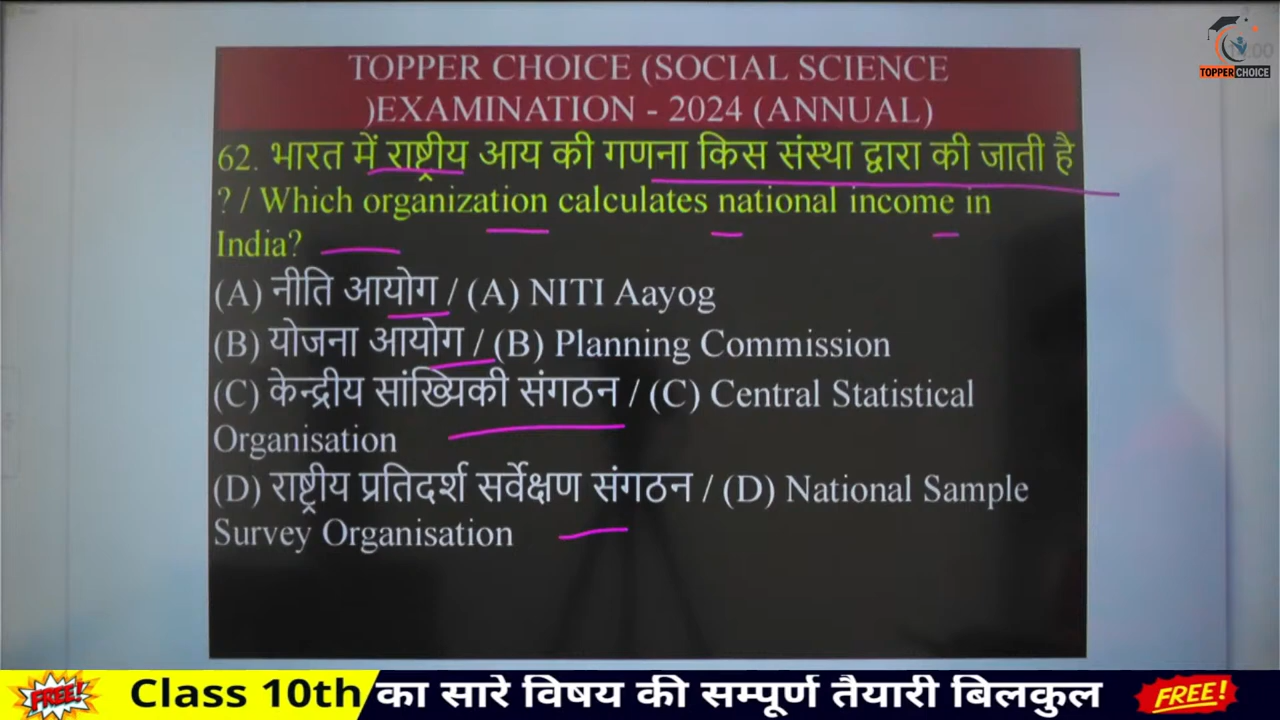 TOPPER CHOICE
TOPPER CHOICE (SOCIAL SCIENCE
)EXAMINATION - 2024 (ANNUAL)
62. भारत में राष्ट्रीय आय की गणना किस संस्था द्वारा की जाती है
? / Which organization calculates national income in
India?
(A) नीति आयोग / (A) NITI Aayog
(B) योजना आयोग / (B) Planning Commission
(C) केन्द्रीय सांख्यिकी संगठन / (C) Central Statistical
Organisation
(D) राष्ट्रीय प्रतिदर्श सर्वेक्षण संगठन / (D) National Sample
Survey Organisation
FREE! Class 10th का सारे विषय की सम्पूर्ण तैयारी बिलकुल FREE!